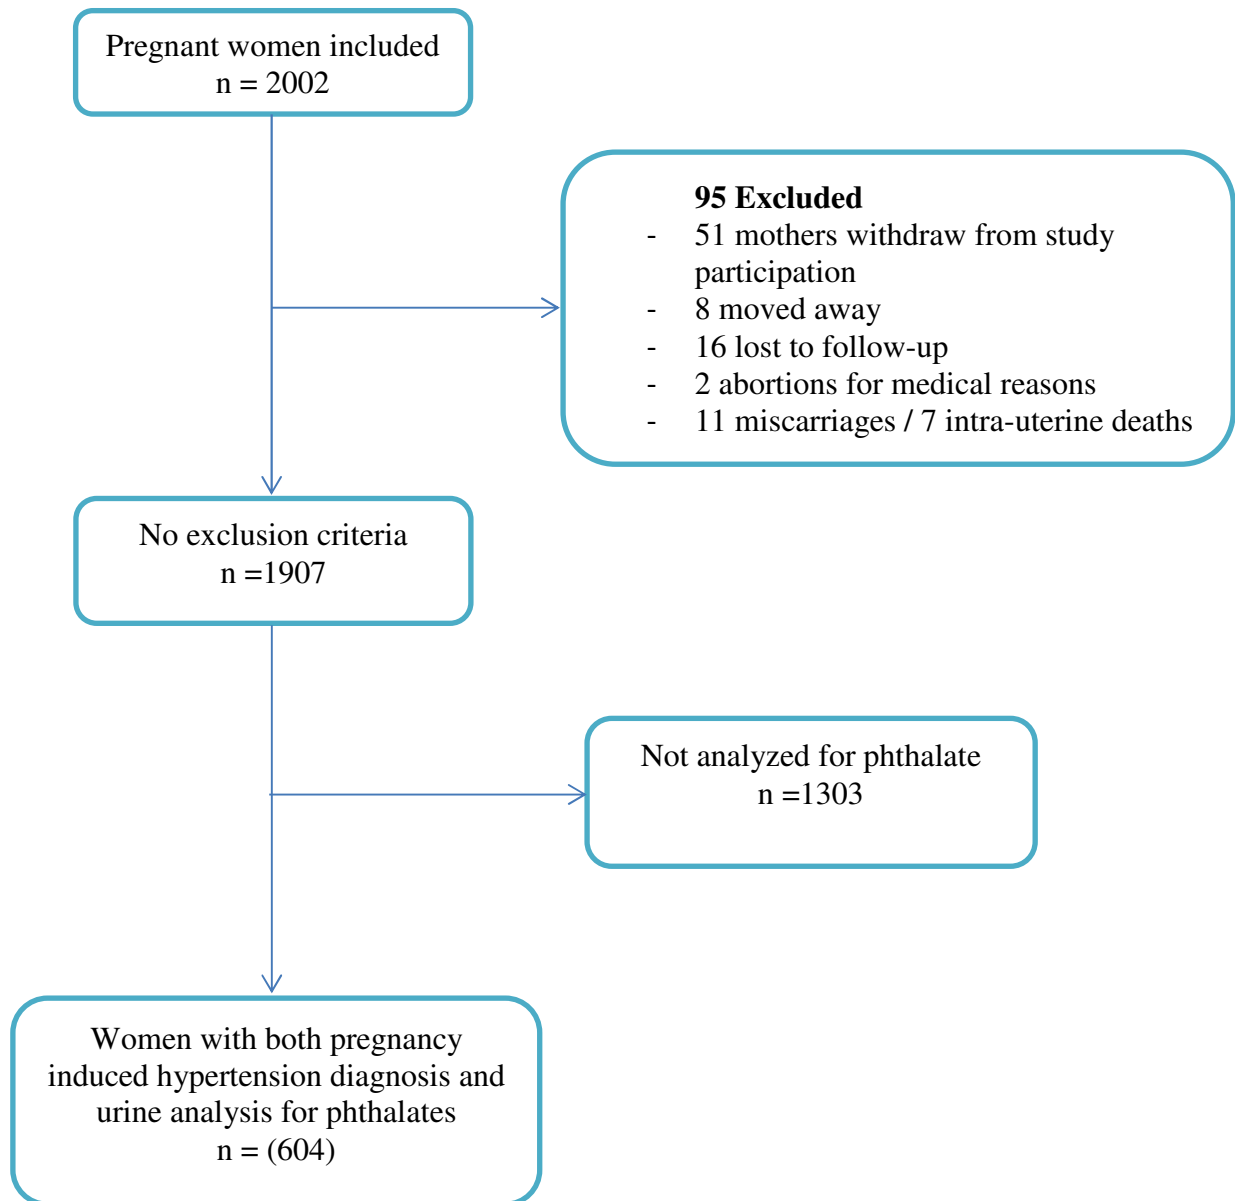 Pregnant women included
n = 2002
95 Excluded
- 51 mothers withdraw from study
participation
- 8 moved away
- 16 lost to follow-up
- 2 abortions for medical reasons
- 11 miscarriages / 7 intra-uterine deaths
No exclusion criteria
n =1907
Not analyzed for phthalate
n =1303
Women with both pregnancy
induced hypertension diagnosis and
urine analysis for phthalates
n = (604)